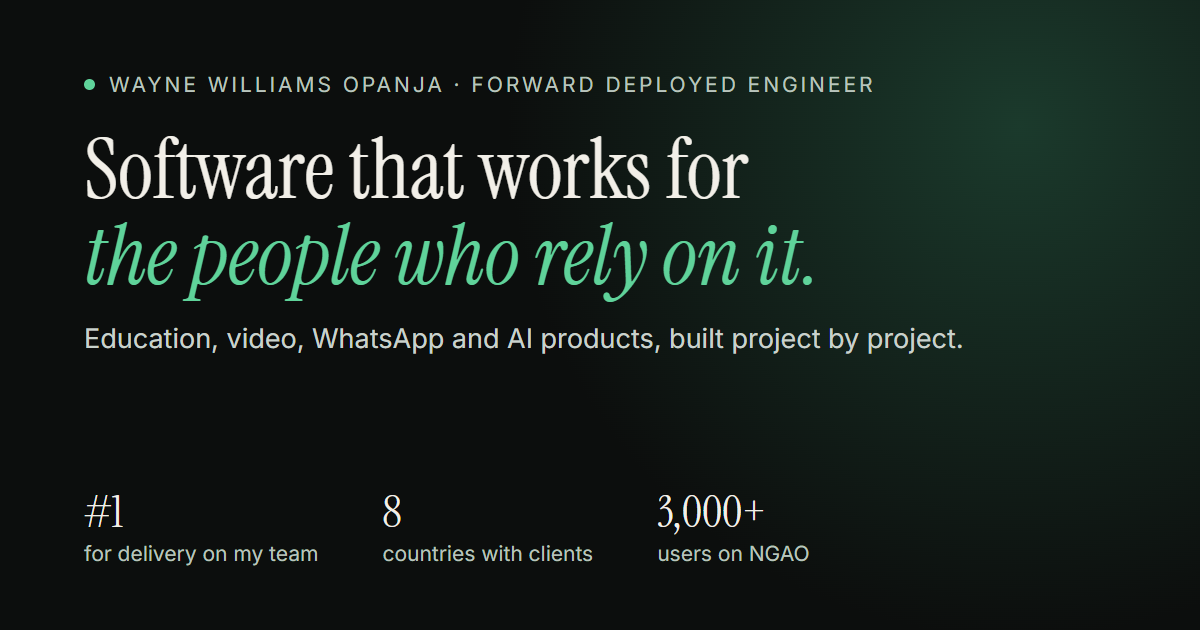 WAYNE WILLIAMS OPANJA · FORWARD DEPLOYED ENGINEER
Software that works for
the people who rely on it.
Education, video, WhatsApp and AI products, built project by project.
#1
for delivery on my team
8
countries with clients
3,000+
users on NGAO